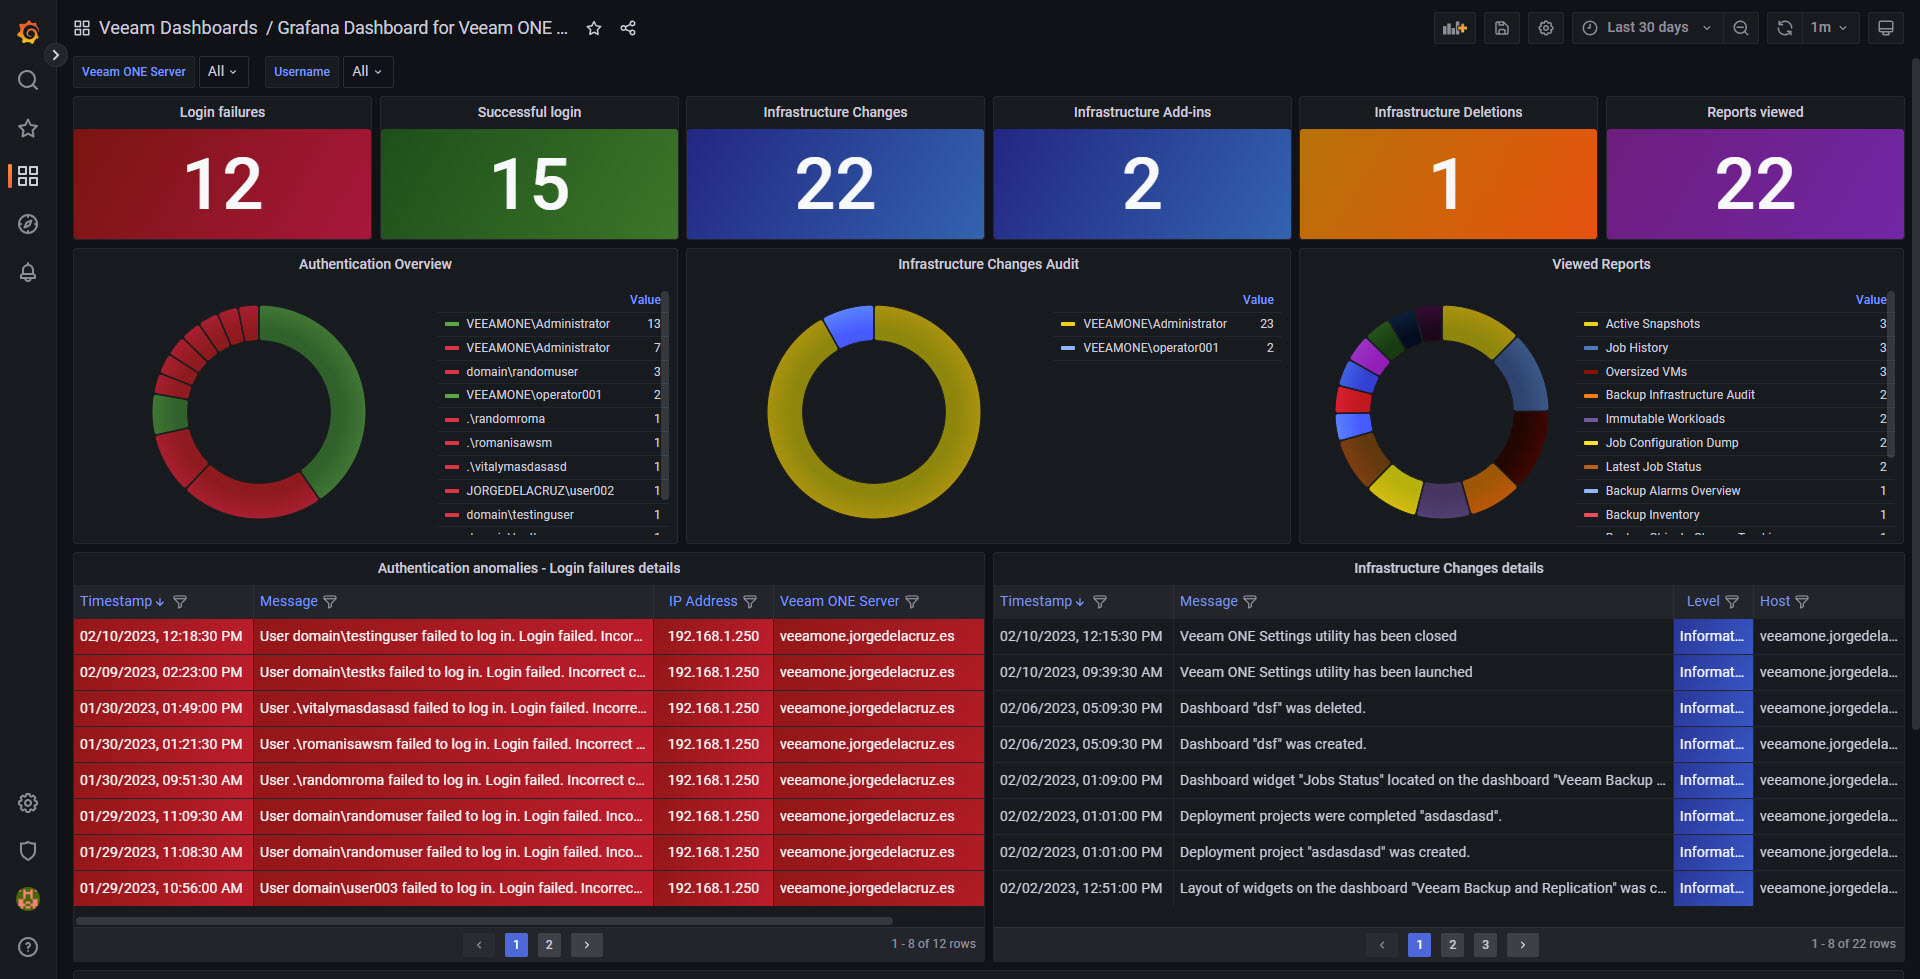 Veeam Dashboards / Grafana Dashboard for Veeam ONE ...
Last 30 days
1m
Veeam ONE Server
All
Username
All
Login failures
12
Successful login
15
Infrastructure Changes
22
Infrastructure Add-ins
2
Infrastructure Deletions
1
Reports viewed
22
Authentication Overview
Value
VEEAMONE\Administrator 13
VEEAMONE\Administrator 7
domain\randomuser 3
VEEAMONE\operator001 2
.\randomroma 1
.\romanisawsm 1
.\vitalymasdasasd 1
JORGEDELACRUZ\user002 1
domain\testinguser 1
Infrastructure Changes Audit
Value
VEEAMONE\Administrator 23
VEEAMONE\operator001 2
Viewed Reports
Value
Active Snapshots 3
Job History 3
Oversized VMs 3
Backup Infrastructure Audit 2
Immutable Workloads 2
Job Configuration Dump 2
Latest Job Status 2
Backup Alarms Overview 1
Backup Inventory 1
Authentication anomalies - Login failures details
Timestamp Message IP Address Veeam ONE Server
02/10/2023, 12:18:30 PM User domain\testinguser failed to log in. Login failed. Incor... 192.168.1.250 veeamone.jorgedelacruz.es
02/09/2023, 02:23:00 PM User domain\testks failed to log in. Login failed. Incorrect c... 192.168.1.250 veeamone.jorgedelacruz.es
01/30/2023, 01:49:00 PM User .\vitalymasdasasd failed to log in. Login failed. Incorre... 192.168.1.250 veeamone.jorgedelacruz.es
01/30/2023, 01:21:30 PM User .\romanisawsm failed to log in. Login failed. Incorrect ... 192.168.1.250 veeamone.jorgedelacruz.es
01/30/2023, 09:51:30 AM User .\randomroma failed to log in. Login failed. Incorrect c... 192.168.1.250 veeamone.jorgedelacruz.es
01/29/2023, 11:09:30 AM User domain\randomuser failed to log in. Login failed. Inco... 192.168.1.250 veeamone.jorgedelacruz.es
01/29/2023, 11:08:30 AM User domain\randomuser failed to log in. Login failed. Inco... 192.168.1.250 veeamone.jorgedelacruz.es
01/29/2023, 10:56:00 AM User domain\user003 failed to log in. Login failed. Incorrec... 192.168.1.250 veeamone.jorgedelacruz.es
1 2
1 - 8 of 12 rows
Infrastructure Changes details
Timestamp Message Level Host
02/10/2023, 12:15:30 PM Veeam ONE Settings utility has been closed Informat... veeamone.jorgedela...
02/10/2023, 09:39:30 AM Veeam ONE Settings utility has been launched Informat... veeamone.jorgedela...
02/06/2023, 05:09:30 PM Dashboard "dsf" was deleted. Informat... veeamone.jorgedela...
02/06/2023, 05:09:30 PM Dashboard "dsf" was created. Informat... veeamone.jorgedela...
02/02/2023, 01:09:00 PM Dashboard widget "Jobs Status" located on the dashboard "Veeam Backup ... Informat... veeamone.jorgedela...
02/02/2023, 01:01:00 PM Deployment projects were completed "asdasdasd". Informat... veeamone.jorgedela...
02/02/2023, 01:01:00 PM Deployment project "asdasdasd" was created. Informat... veeamone.jorgedela...
02/02/2023, 12:51:00 PM Layout of widgets on the dashboard "Veeam Backup and Replication" was c... Informat... veeamone.jorgedela...
1 2 3
1 - 8 of 22 rows